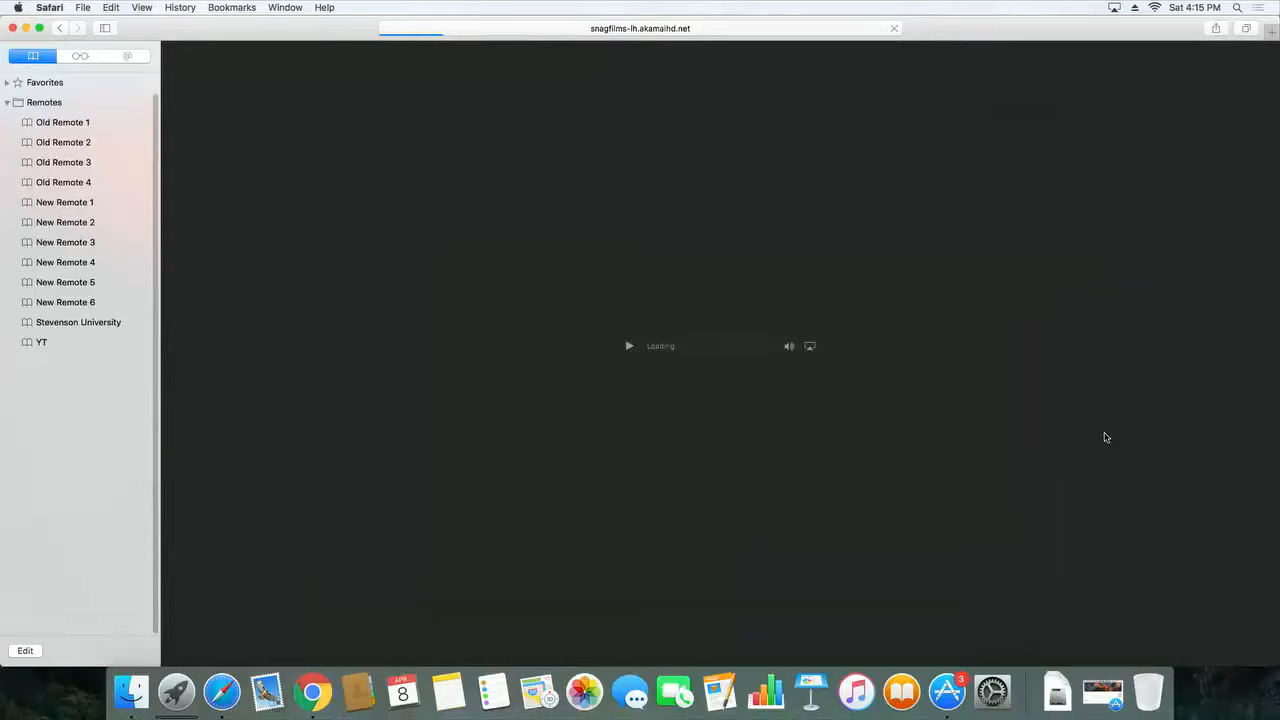 Safari File Edit View History Bookmarks Window Help Sat 4:15 PM
snagfilms-lh.akamaihd.net
@
Favorites
Remotes
Old Remote 1
Old Remote 2
Old Remote 3
Old Remote 4
New Remote 1
New Remote 2
New Remote 3
New Remote 4
New Remote 5
New Remote 6
Stevenson University
YT
Loading
Edit
APR
8
3